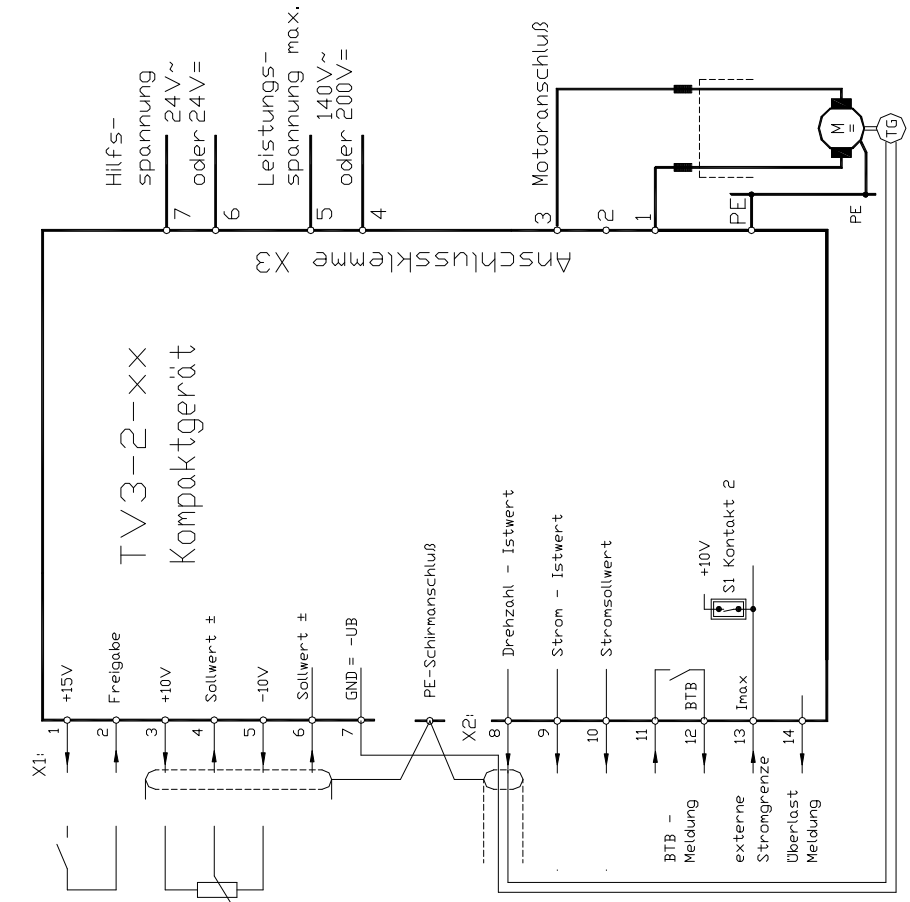 Hilfs-
spannung
24V~
oder 24V=
Leistungs-
spannung max.
140V~
oder 200V=
Motoranschluß
M
=
TG
7
6
5
4
3
2
1
PE
PE
Anschlussklemme X3
TV3-2-xx
Kompaktgerät
X1:
1
+15V
2
Freigabe
3
+10V
4
Sollwert ±
5
-10V
6
Sollwert ±
7
GND = -UB
PE-Schirmanschluß
X2:
8
Drehzahl - Istwert
9
Strom - Istwert
10
Stromsollwert
11
12
BTB
13
Imax
14
+10V
S1 Kontakt 2
BTB -
Meldung
externe
Stromgrenze
Überlast
Meldung